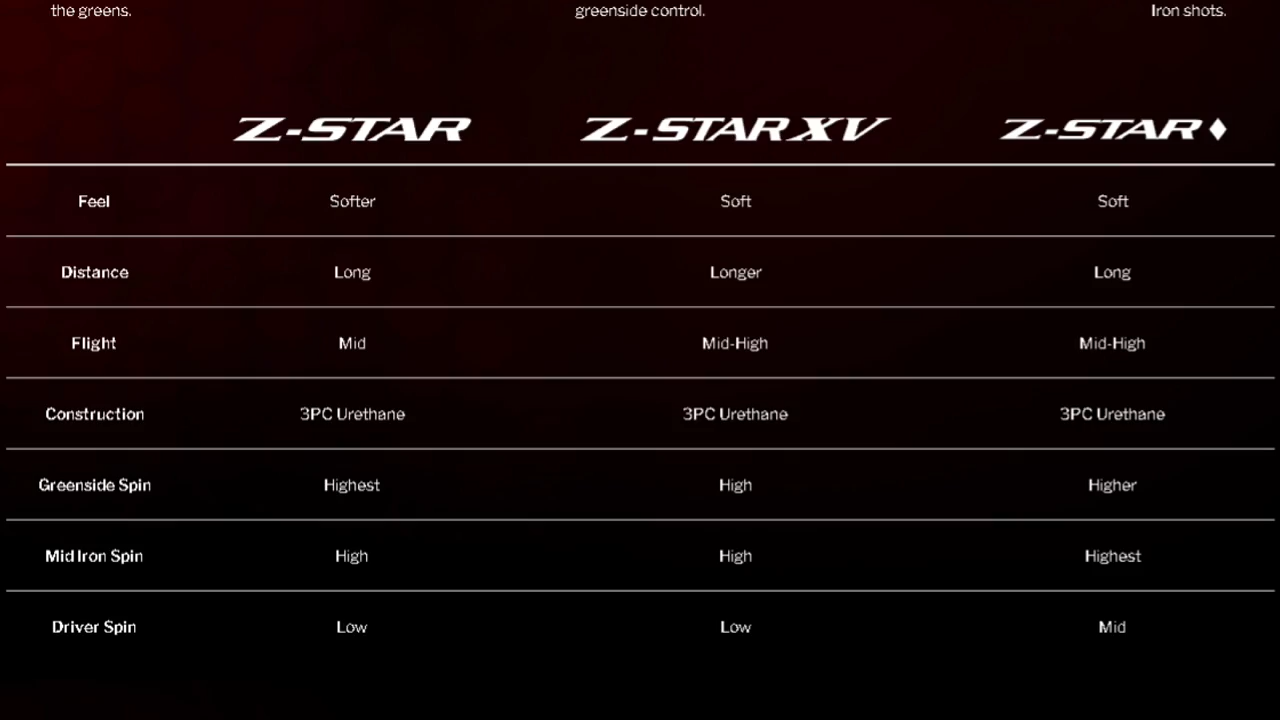 the greens. greenside control. Iron shots.
Z-STAR Z-STAR XV Z-STAR♦
Feel Softer Soft Soft
Distance Long Longer Long
Flight Mid Mid-High Mid-High
Construction 3PC Urethane 3PC Urethane 3PC Urethane
Greenside Spin Highest High Higher
Mid Iron Spin High High Highest
Driver Spin Low Low Mid